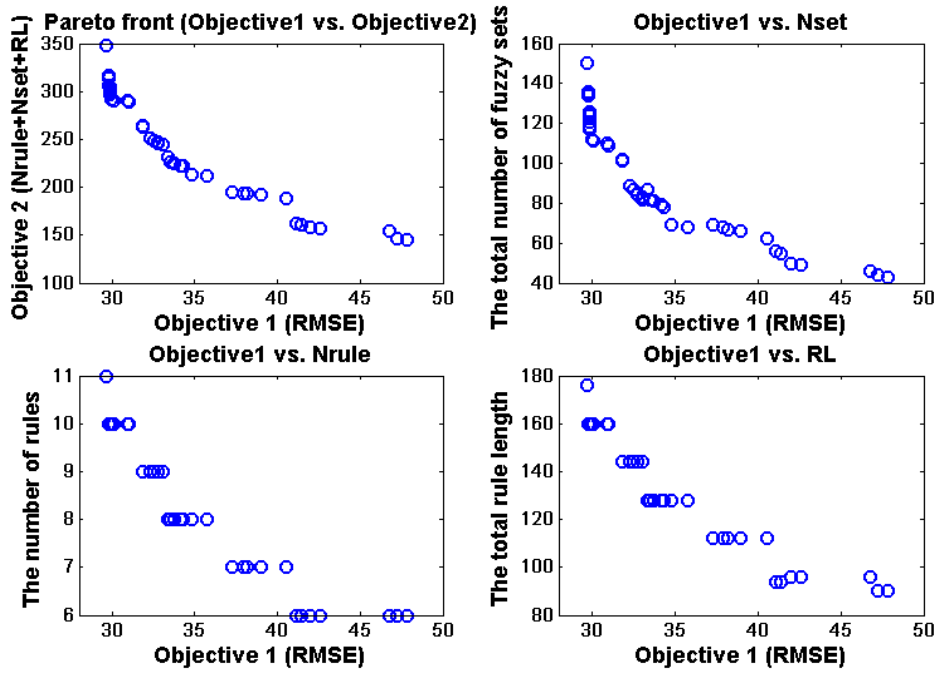 Pareto front (Objective1 vs. Objective2)
Objective 2 (Nrule+Nset+RL)
350
300
250
200
150
100
30 35 40 45 50
Objective 1 (RMSE)
Objective1 vs. Nset
The total number of fuzzy sets
160
140
120
100
80
60
40
30 35 40 45 50
Objective 1 (RMSE)
Objective1 vs. Nrule
The number of rules
11
10
9
8
7
6
30 35 40 45 50
Objective 1 (RMSE)
Objective1 vs. RL
The total rule length
180
160
140
120
100
80
30 35 40 45 50
Objective 1 (RMSE)